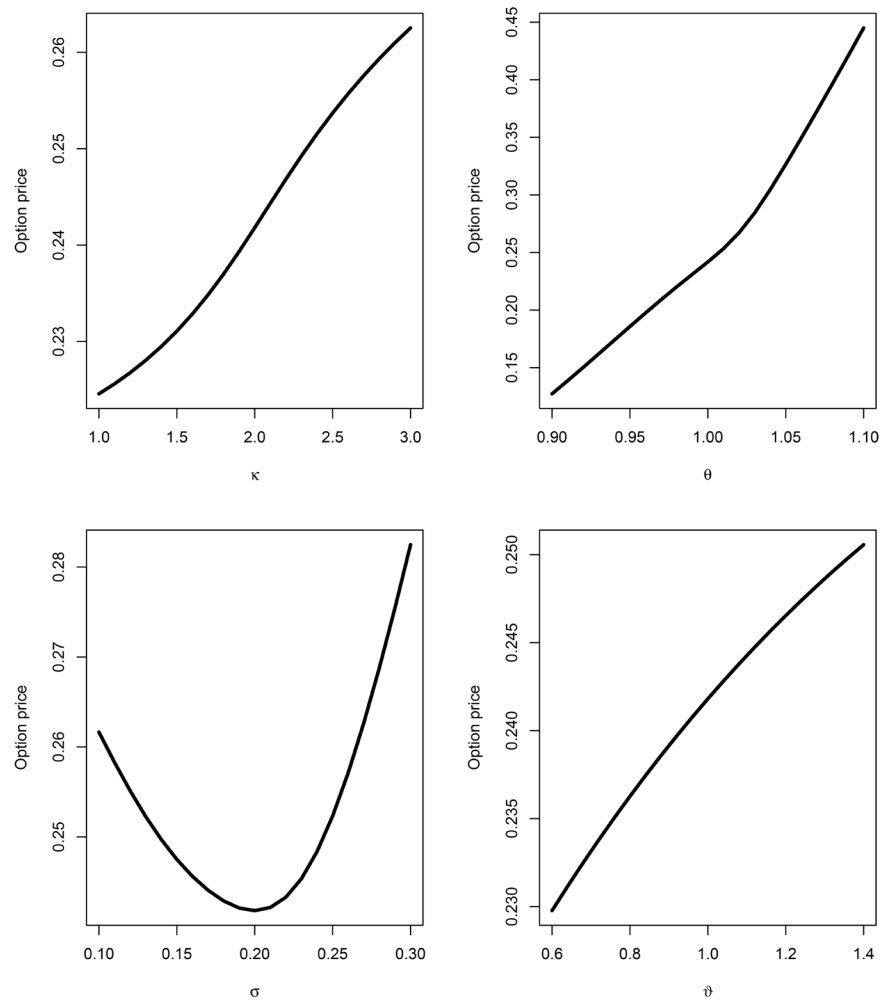 Option price
0.23 0.24 0.25 0.26
1.0 1.5 2.0 2.5 3.0
κ
Option price
0.15 0.20 0.25 0.30 0.35 0.40 0.45
0.90 0.95 1.00 1.05 1.10
θ
Option price
0.25 0.26 0.27 0.28
0.10 0.15 0.20 0.25 0.30
σ
Option price
0.230 0.235 0.240 0.245 0.250
0.6 0.8 1.0 1.2 1.4
ϑ